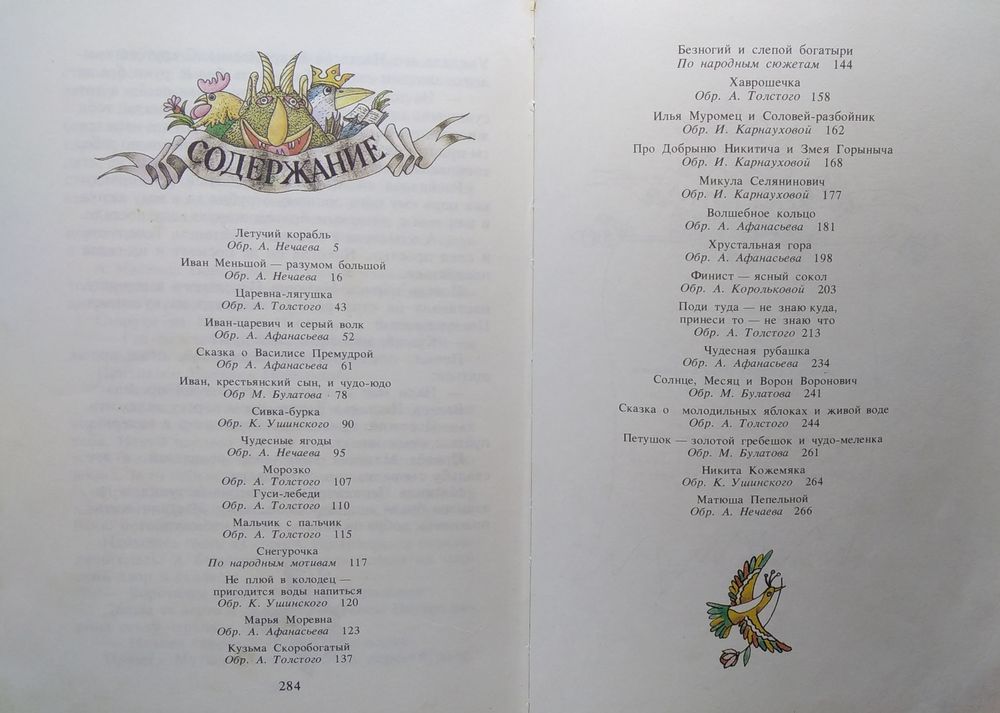 СОДЕРЖАНИЕ
Летучий корабль
Обр. А. Нечаева 5
Иван Меньшой — разумом большой
Обр. А. Нечаева 16
Царевна-лягушка
Обр. А. Толстого 43
Иван-царевич и серый волк
Обр. А. Афанасьева 52
Сказка о Василисе Премудрой
Обр А. Афанасьева 61
Иван, крестьянский сын, и чудо-юдо
Обр М. Булатова 78
Сивка-бурка
Обр. К. Ушинского 90
Чудесные ягоды
Обр. А. Нечаева 95
Морозко
Обр. А. Толстого 107
Гуси-лебеди
Обр. А. Толстого 110
Мальчик с пальчик
Обр. А. Толстого 115
Снегурочка
По народным мотивам 117
Не плюй в колодец —
пригодится воды напиться
Обр. К. Ушинского 120
Марья Моревна
Обр. А. Афанасьева 123
Кузьма Скоробогатый
Обр. А. Толстого 137
284
Безногий и слепой богатыри
По народным сюжетам 144
Хаврошечка
Обр. А. Толстого 158
Илья Муромец и Соловей-разбойник
Обр. И. Карнауховой 162
Про Добрыню Никитича и Змея Горыныча
Обр. И. Карнауховой 168
Микула Селянинович
Обр. И. Карнауховой 177
Волшебное кольцо
Обр. А. Афанасьева 181
Хрустальная гора
Обр. А. Афанасьева 198
Финист — ясный сокол
Обр. А. Корольковой 203
Поди туда — не знаю куда,
принеси то — не знаю что
Обр. А. Толстого 213
Чудесная рубашка
Обр. А. Афанасьева 234
Солнце, Месяц и Ворон Воронович
Обр. М. Булатова 241
Сказка о молодильных яблоках и живой воде
Обр. А. Толстого 244
Петушок — золотой гребешок и чудо-меленка
Обр. М. Булатова 261
Никита Кожемяка
Обр. К. Ушинского 264
Матюша Пепельной
Обр. А. Нечаева 266